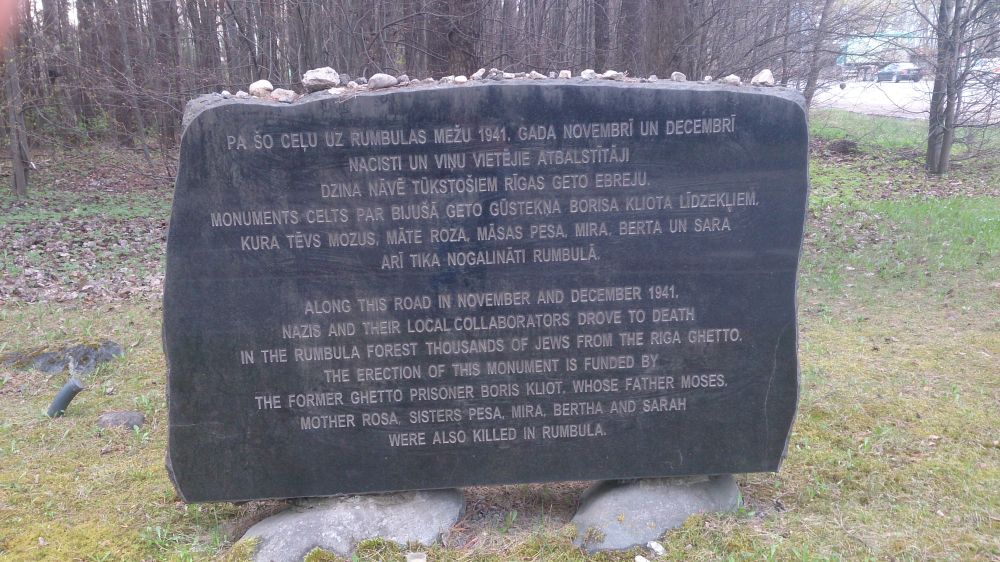 PA ŠO CEĻU UZ RUMBULAS MEŽU 1941. GADA NOVEMBRĪ UN DECEMBRĪ
NACISTI UN VIŅU VIETĒJIE ATBALSTĪTĀJI
DZINA NĀVĒ TŪKSTOŠIEM RĪGAS GETO EBREJU.
MONUMENTS CELTS PAR BIJUŠĀ GETO GŪSTEKŅA BORISA KLIOTA LĪDZEKĻIEM,
KURA TĒVS MOZUS, MĀTE ROZA, MĀSAS PESA, MIRA, BERTA UN SARA
ARĪ TIKA NOGALINĀTI RUMBULĀ.
ALONG THIS ROAD IN NOVEMBER AND DECEMBER 1941,
NAZIS AND THEIR LOCAL COLLABORATORS DROVE TO DEATH
IN THE RUMBULA FOREST THOUSANDS OF JEWS FROM THE RIGA GHETTO.
THE ERECTION OF THIS MONUMENT IS FUNDED BY
THE FORMER GHETTO PRISONER BORIS KLIOT, WHOSE FATHER MOSES,
MOTHER ROSA, SISTERS PESA, MIRA, BERTHA AND SARAH
WERE ALSO KILLED IN RUMBULA.